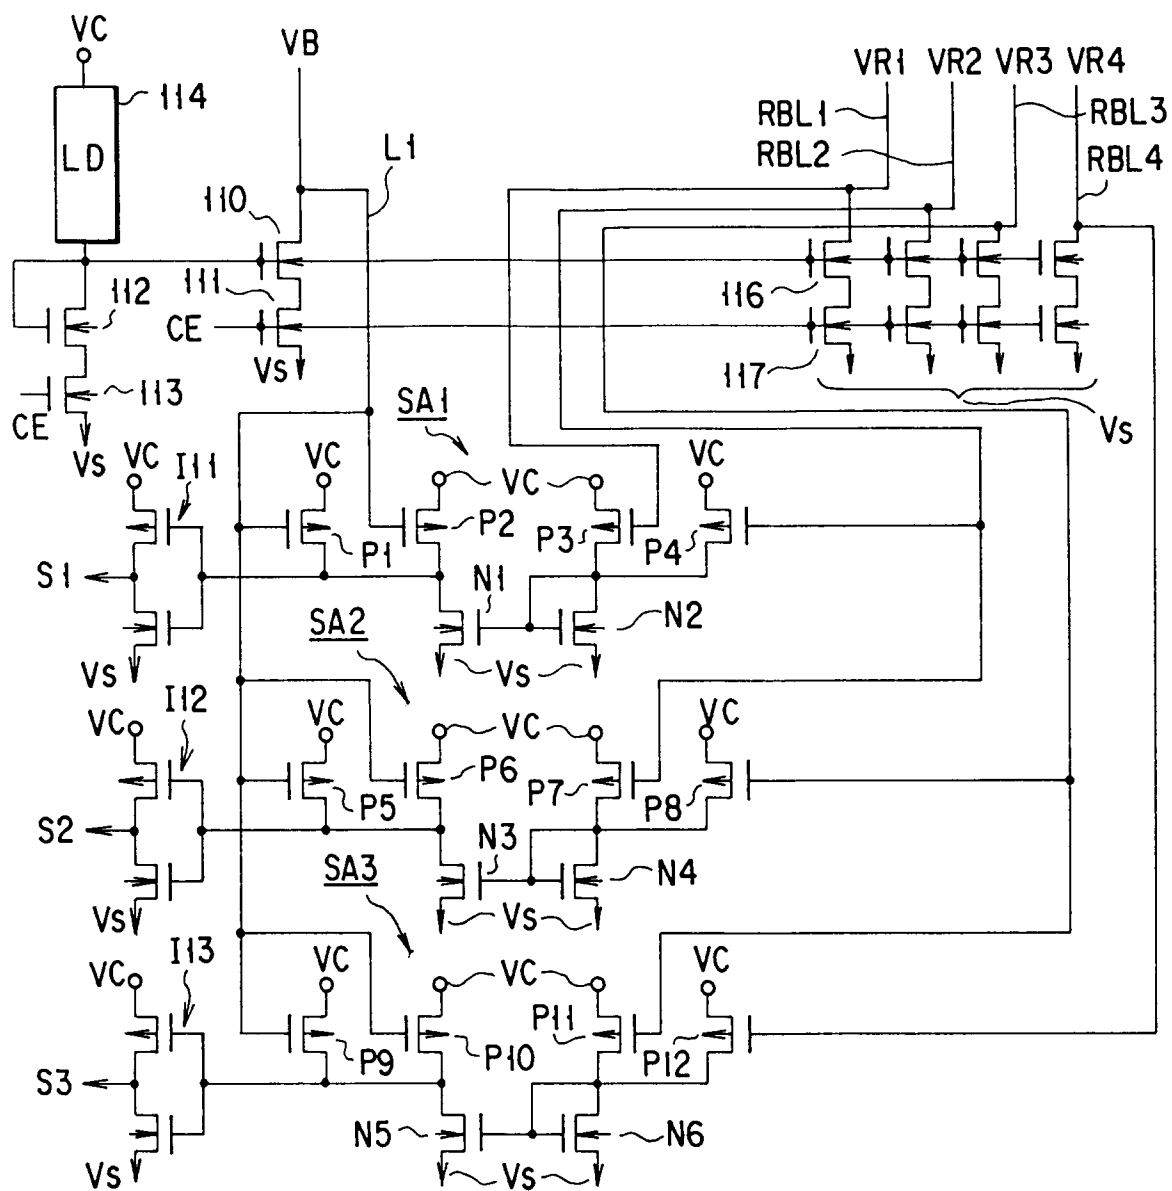 VC
VB
VR1 VR2 VR3 VR4
114
RBL1
RBL3
L1
LD
RBL2
RBL4
110
112
111
116
CE
Vs
113
117
CE
SA1
Vs
Vs
VC
I11
VC
VC
VC
P2
P3
P4
P1
S1
N1
SA2
N2
Vs
Vs
I12
VC
VC
VC
VC
P6
P7
P8
P5
S2
N3
SA3
N4
Vs
Vs
I13
VC
VC
VC
VC
P11
P9
P10
P12
S3
N5
N6
Vs
Vs